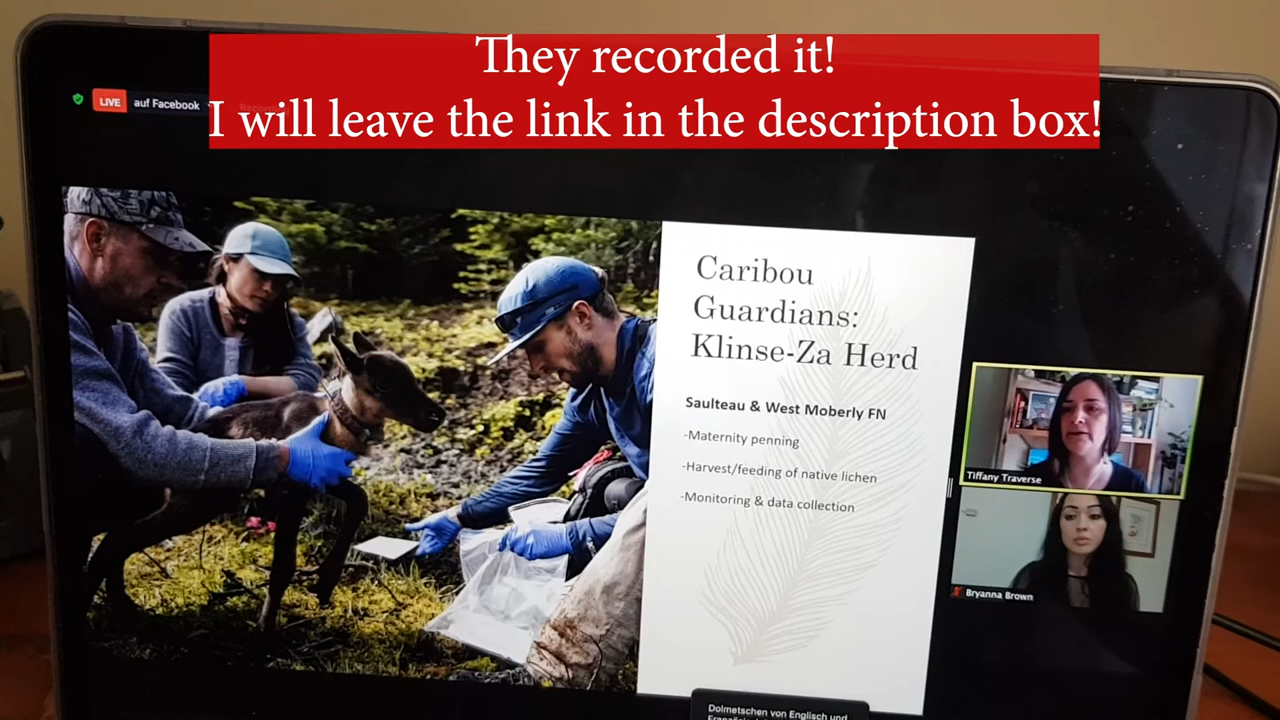 They recorded it!
I will leave the link in the description box!
LIVE auf Facebook
Caribou
Guardians:
Klinse-Za Herd
Saulteau & West Moberly FN
-Maternity penning
-Harvest/feeding of native lichen
-Monitoring & data collection
Tiffany Traverse
Bryanna Brown
Dolmetschen von Englisch und